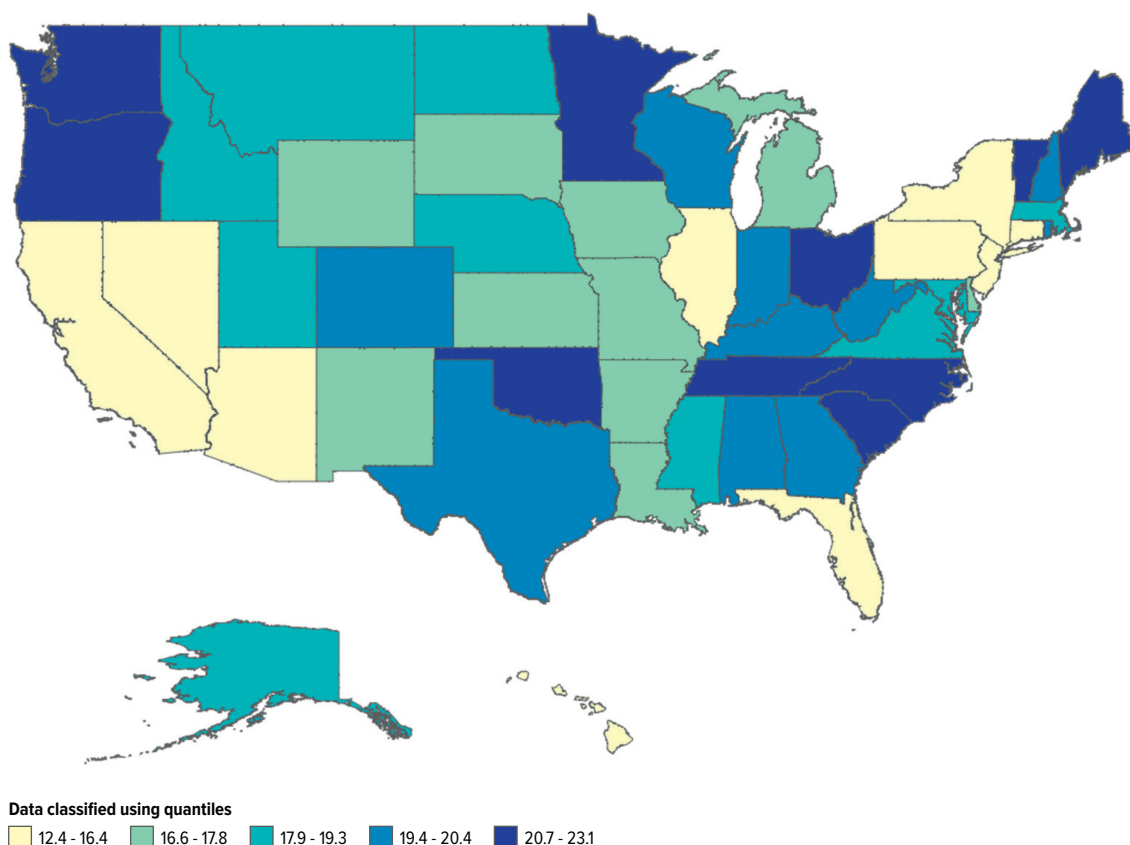 Data classified using quantiles
12.4 - 16.4 16.6 - 17.8 17.9 - 19.3 19.4 - 20.4 20.7 - 23.1